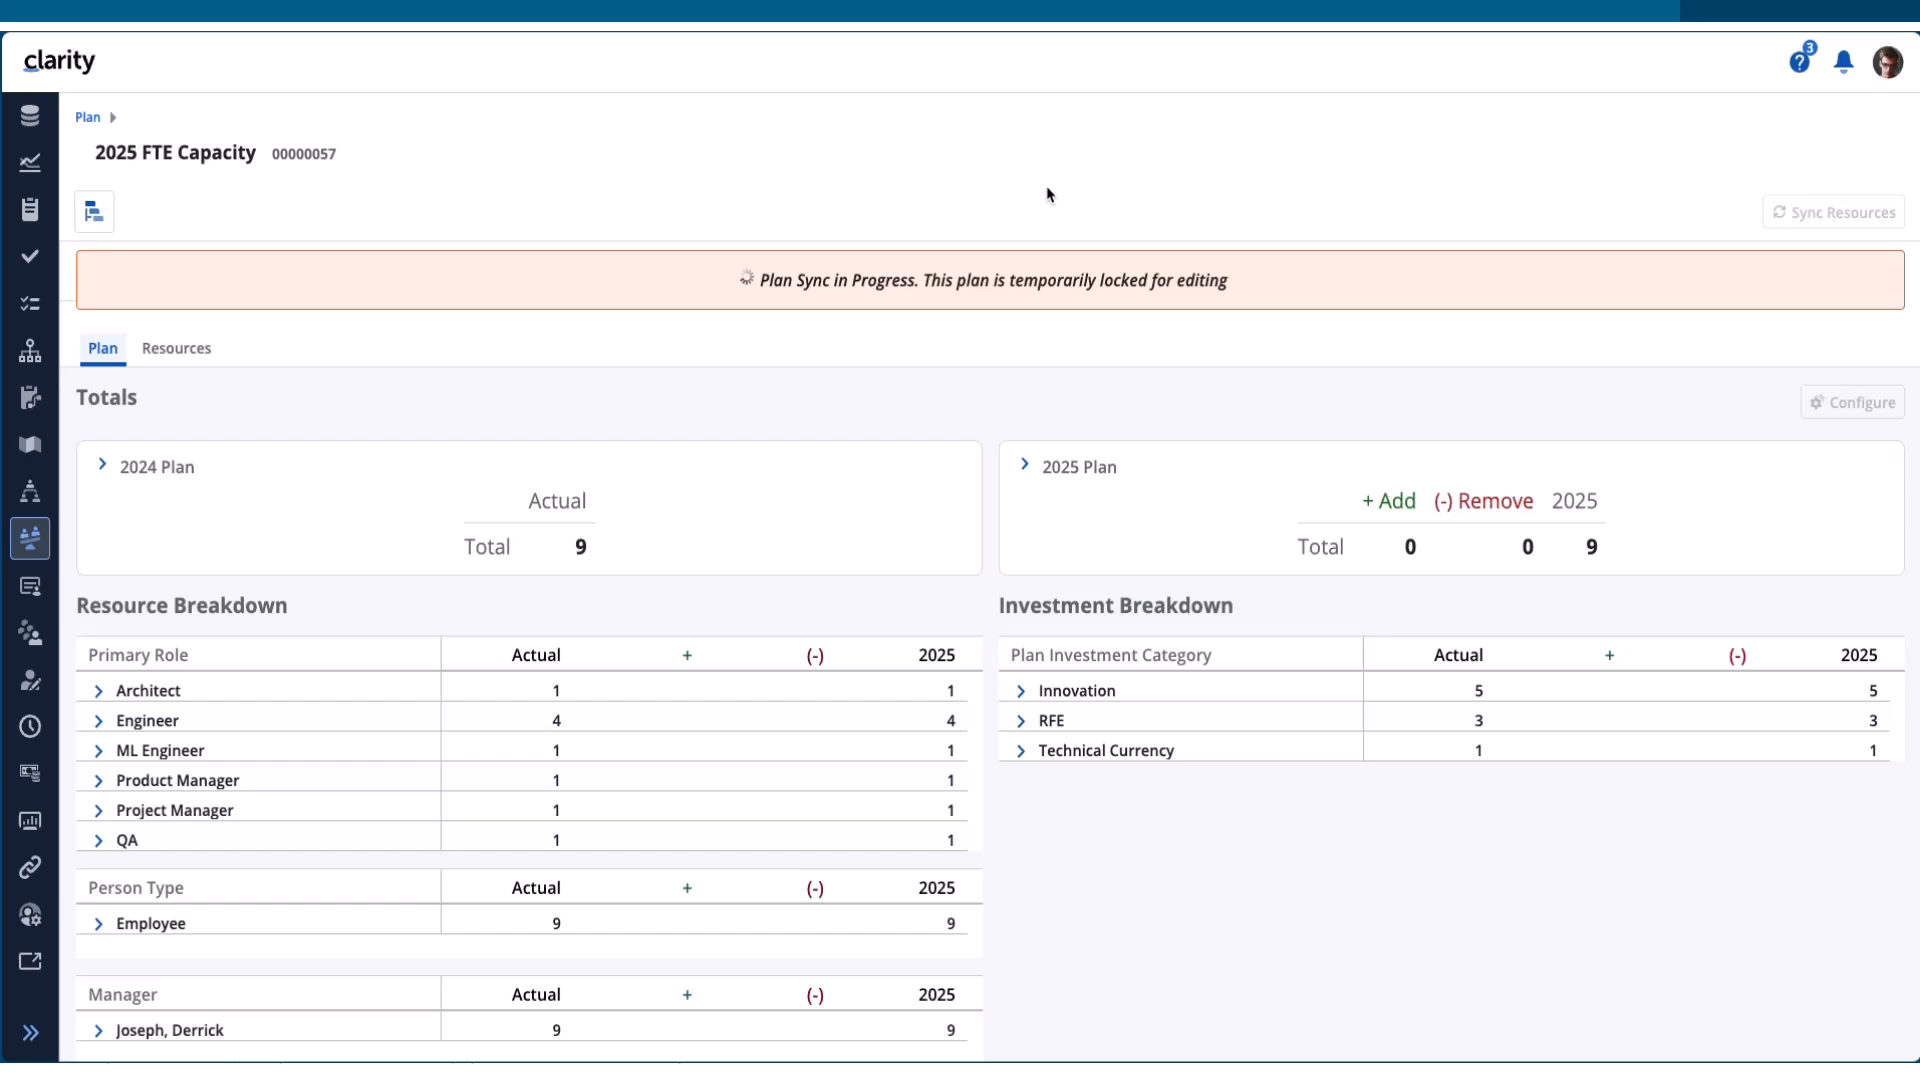 clarity
3
?
Plan
2025 FTE Capacity 00000057
Sync Resources
Plan Sync in Progress. This plan is temporarily locked for editing
Plan Resources
Totals
Configure
2024 Plan
Actual
Total 9
2025 Plan
+ Add (-) Remove 2025
Total 0 0 9
Resource Breakdown
Primary Role Actual + (-) 2025
Architect 1 1
Engineer 4 4
ML Engineer 1 1
Product Manager 1 1
Project Manager 1 1
QA 1 1
Person Type Actual + (-) 2025
Employee 9 9
Manager Actual + (-) 2025
Joseph, Derrick 9 9
Investment Breakdown
Plan Investment Category Actual + (-) 2025
Innovation 5 5
RFE 3 3
Technical Currency 1 1